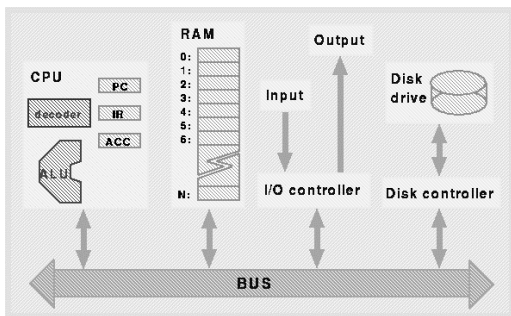 CPU
PC
decoder
IR
ACC
ALU
RAM
0:
1:
2:
3:
4:
5:
6:
N:
Input
Output
I/O controller
Disk
drive
Disk controller
BUS